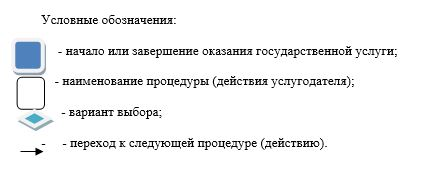 Условные обозначения:
- начало или завершение оказания государственной услуги;
- наименование процедуры (действия услугодателя);
- вариант выбора;
- - переход к следующей процедуре (действию).